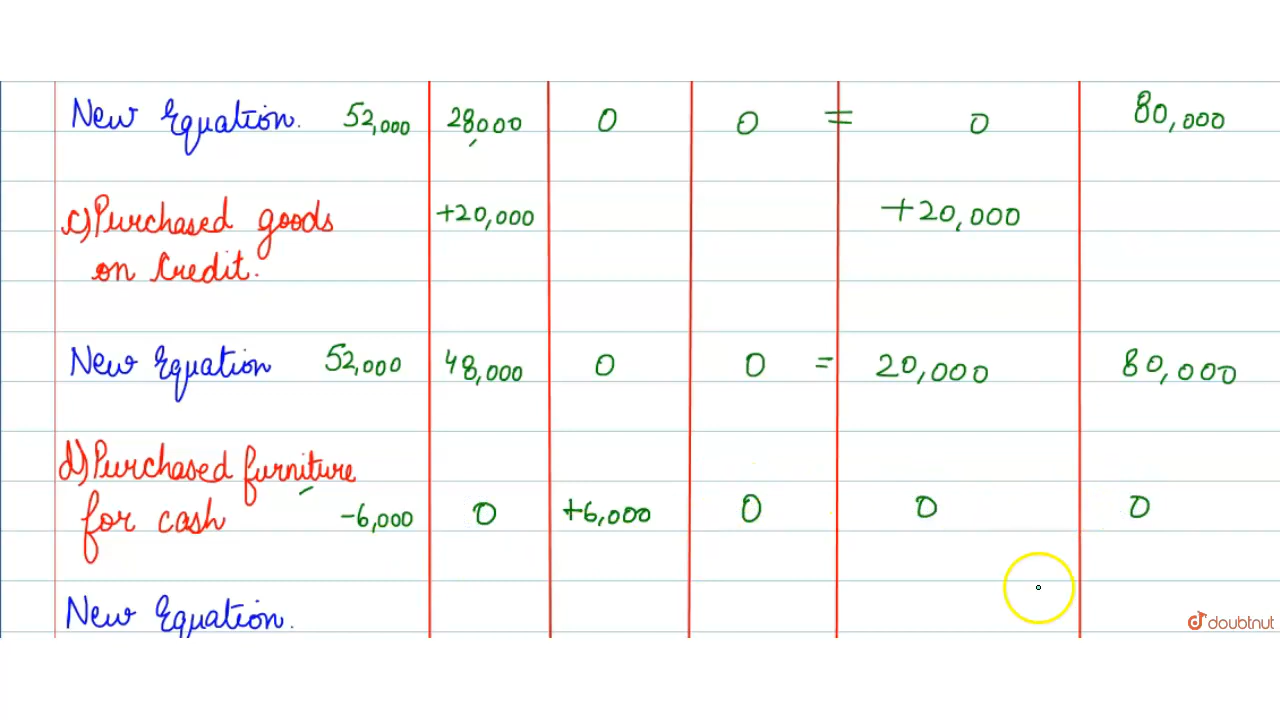 New Equation. 52,000 28000 0 0 = 0 80,000
c) Purchased goods +20,000 +20,000
on Credit.
New Equation 52,000 48,000 0 0 = 20,000 80,000
d) Purchased furniture
for cash -6,000 0 +6,000 0 0 0
New Equation.
doubtnut